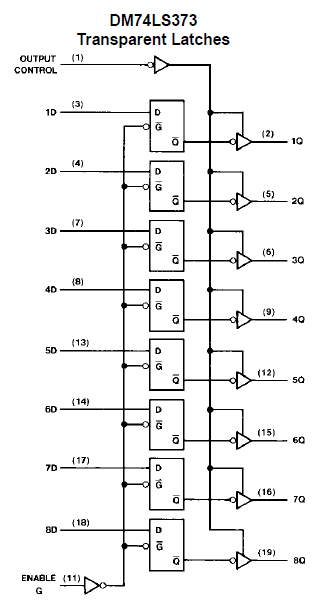 DM74LS373
Transparent Latches
OUTPUT CONTROL (1)
1D (3) D G̅ Q̅ (2) 1Q
2D (4) D G̅ Q̅ (5) 2Q
3D (7) D G̅ Q̅ (6) 3Q
4D (8) D G̅ Q̅ (9) 4Q
5D (13) D G̅ Q̅ (12) 5Q
6D (14) D G̅ Q̅ (15) 6Q
7D (17) D G̅ Q̅ (16) 7Q
8D (18) D G̅ Q̅ (19) 8Q
ENABLE G (11)